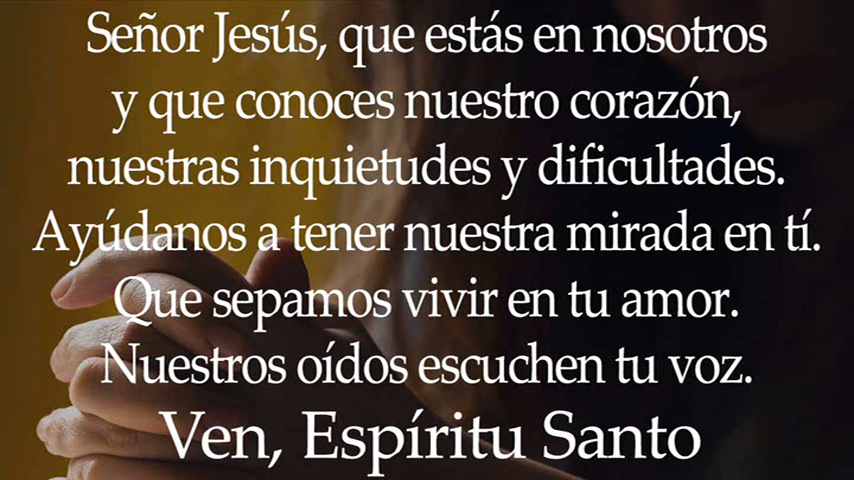 Señor Jesús, que estás en nosotros
y que conoces nuestro corazón,
nuestras inquietudes y dificultades.
Ayúdanos a tener nuestra mirada en tí.
Que sepamos vivir en tu amor.
Nuestros oídos escuchen tu voz.
Ven, Espíritu Santo